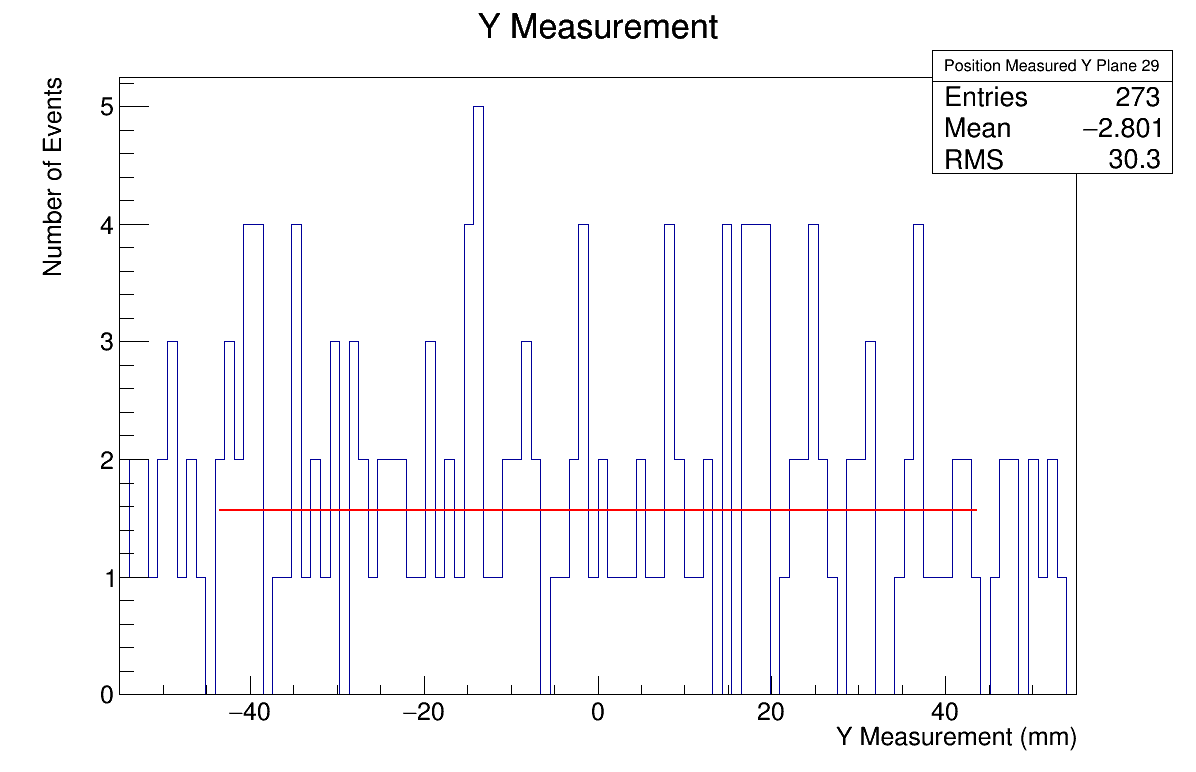 Y Measurement
Position Measured Y Plane 29
Entries 273
Mean −2.801
RMS 30.3
Number of Events
5
4
3
2
1
0
−40 −20 0 20 40
Y Measurement (mm)